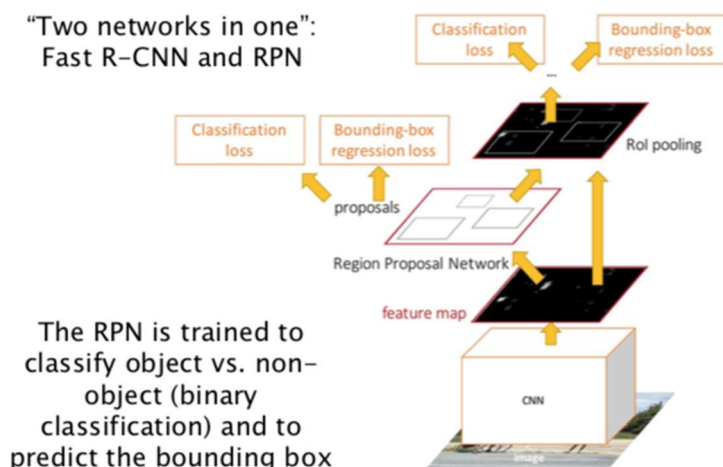 “Two networks in one”:
Fast R-CNN and RPN
Classification
loss
Bounding-box
regression loss
...
Classification
loss
Bounding-box
regression loss
RoI pooling
proposals
Region Proposal Network
feature map
The RPN is trained to
classify object vs. non-
object (binary
classification) and to
predict the bounding box
CNN
image